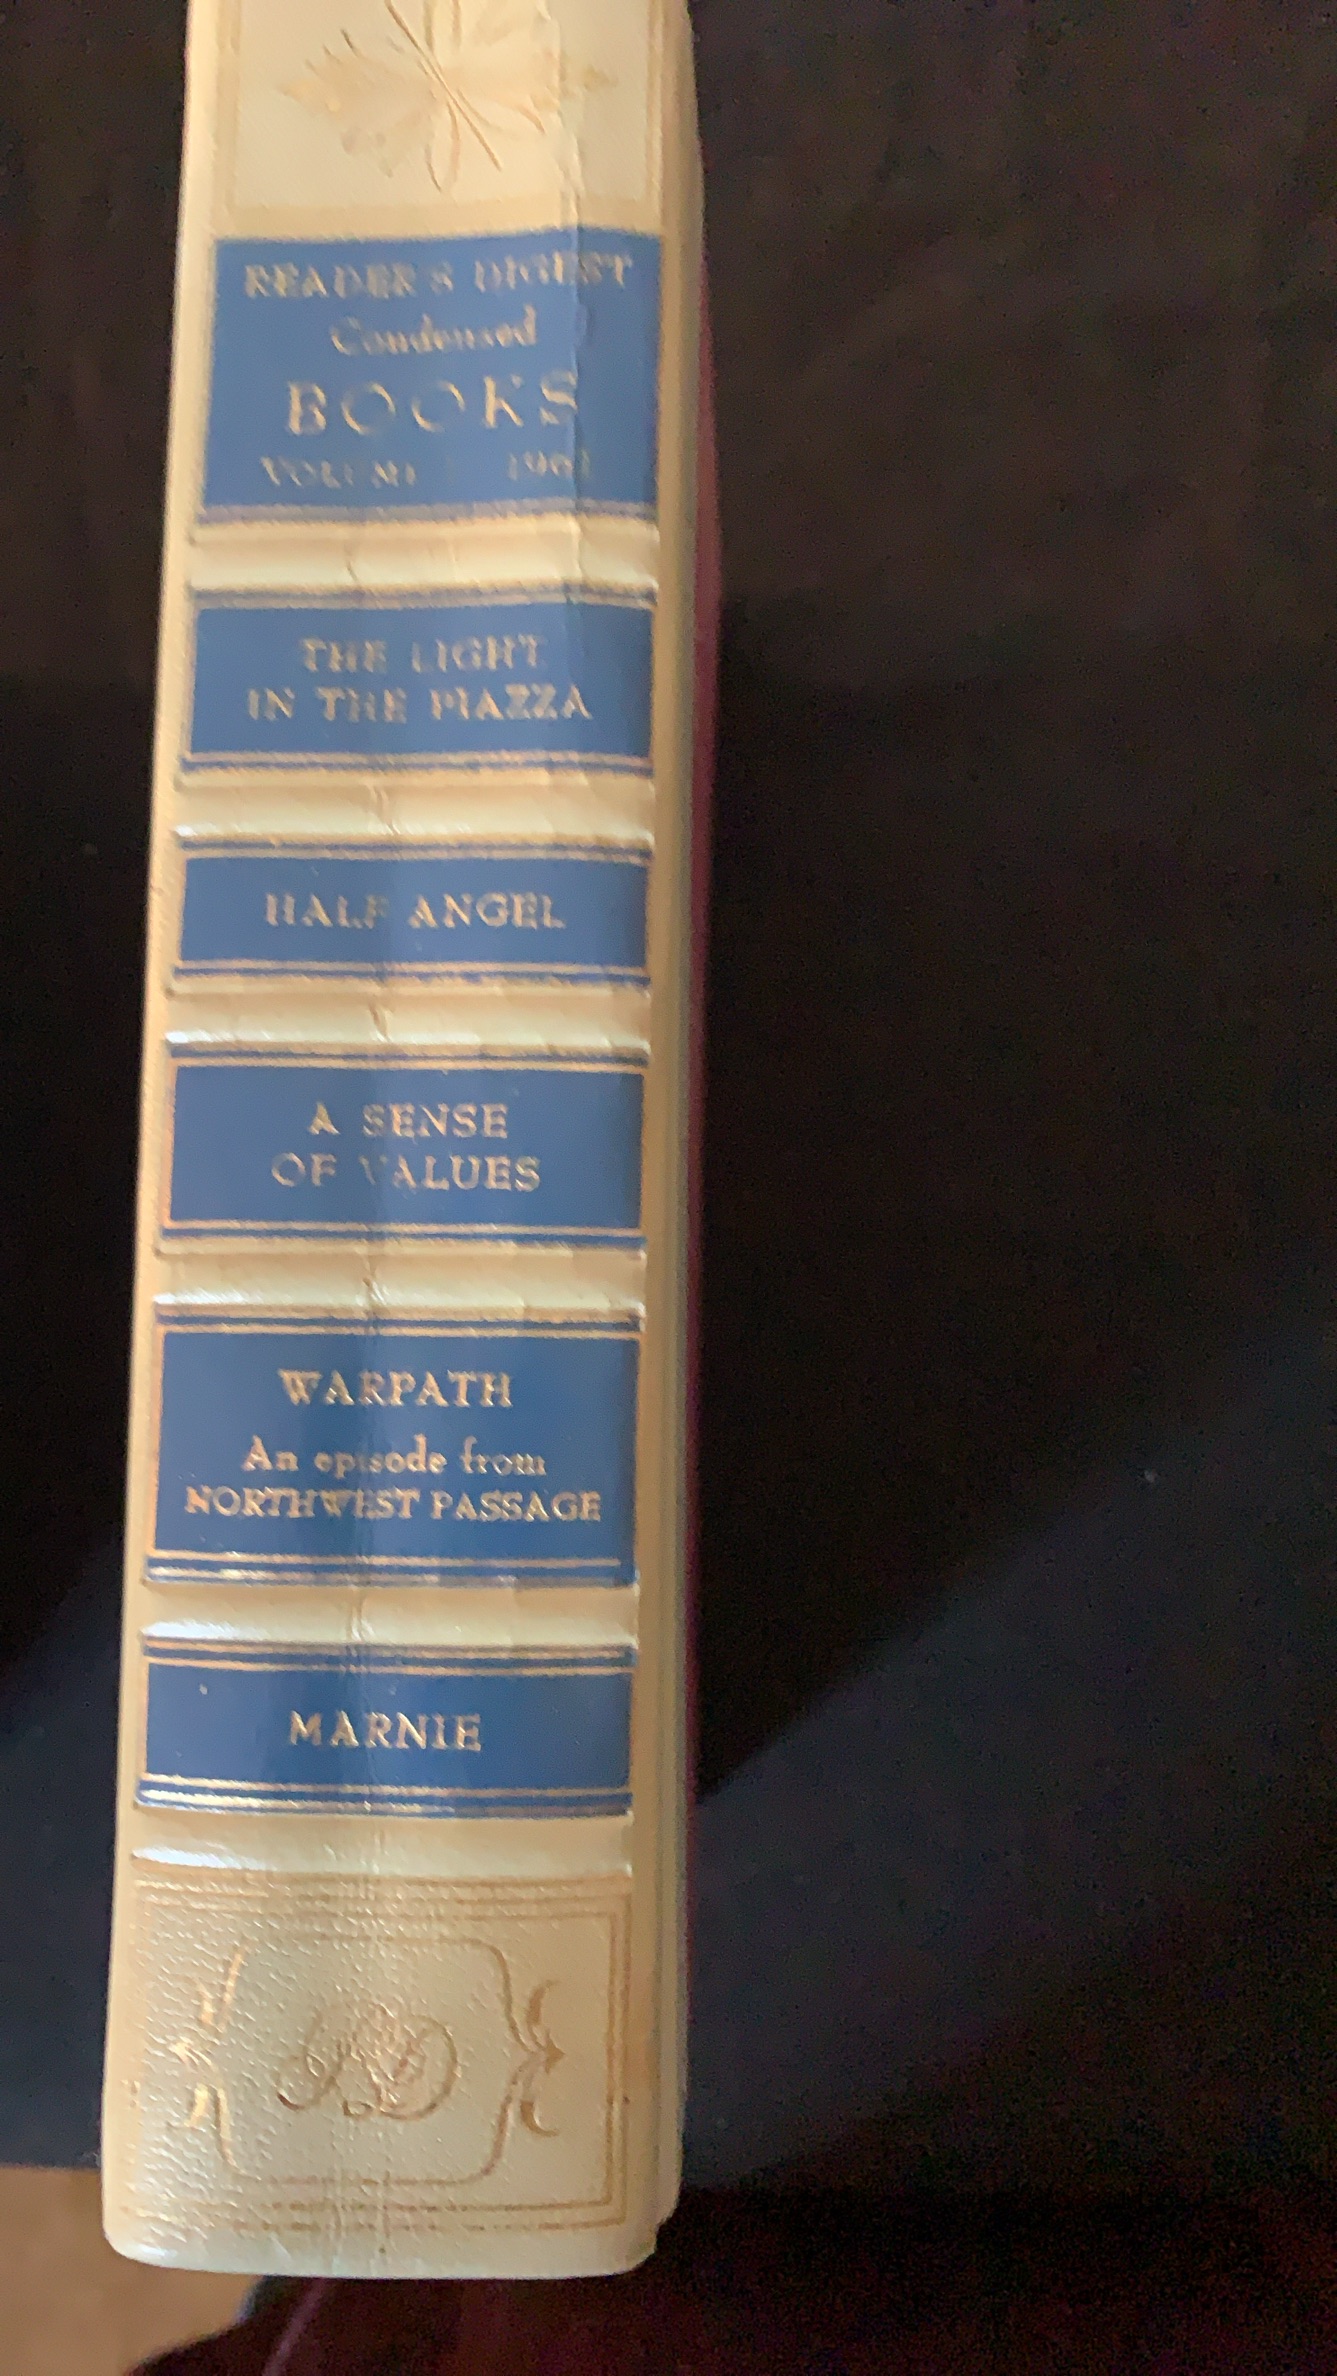 READER'S DIGEST
Condensed
BOOKS
VOLUME
THE LIGHT
IN THE PIAZZA
HALF ANGEL
A SENSE
OF VALUES
WARPATH
An episode from
NORTHWEST PASSAGE
MARNIE